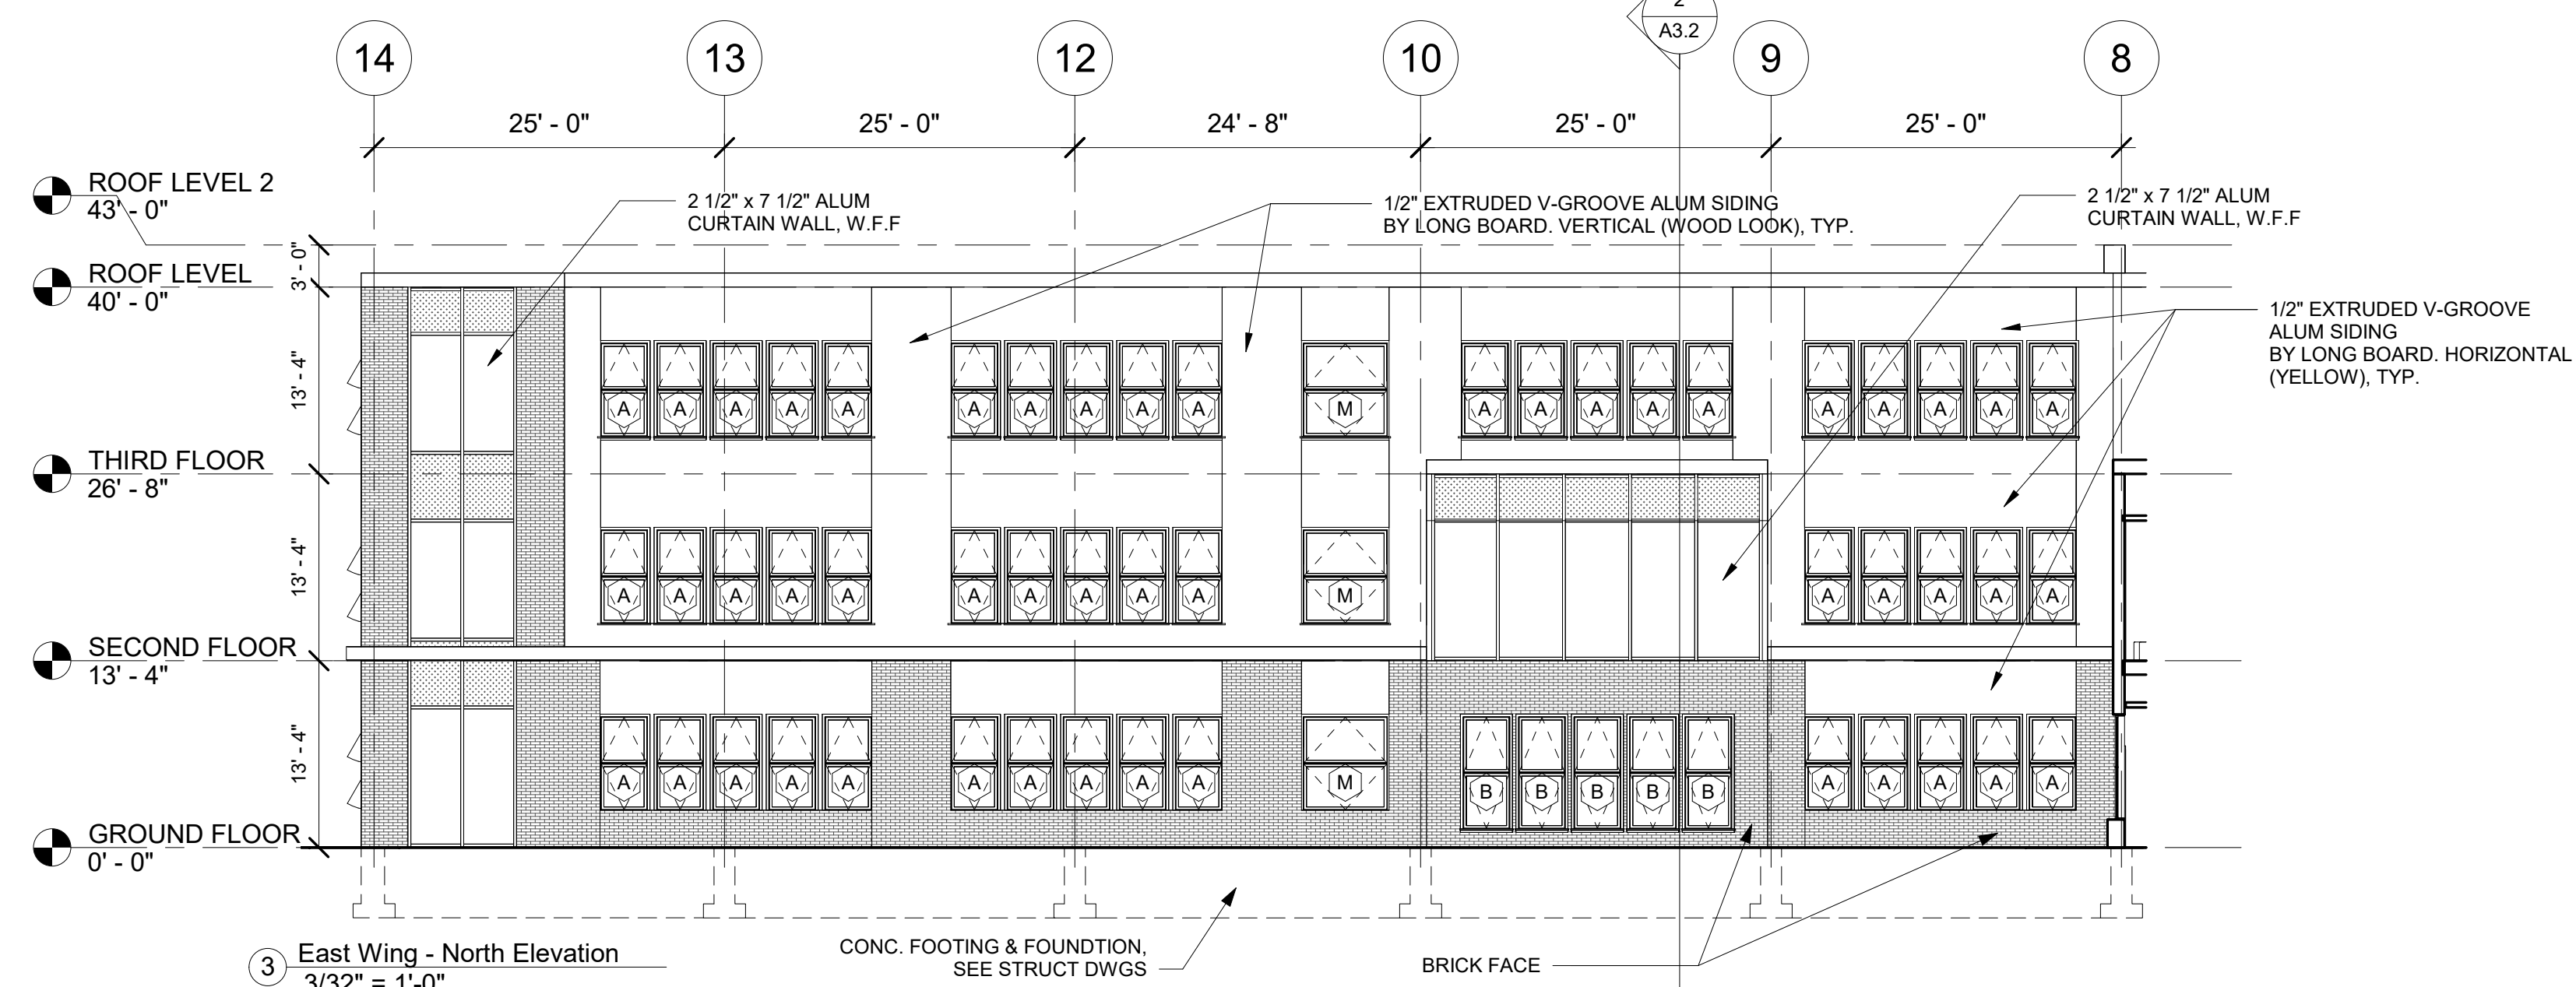 2
A3.2
14
13
12
10
9
8
25' - 0"
25' - 0"
24' - 8"
25' - 0"
25' - 0"
ROOF LEVEL 2
43' - 0"
2 1/2" x 7 1/2" ALUM
CURTAIN WALL, W.F.F
1/2" EXTRUDED V-GROOVE ALUM SIDING
BY LONG BOARD. VERTICAL (WOOD LOOK), TYP.
2 1/2" x 7 1/2" ALUM
CURTAIN WALL, W.F.F
3' - 0"
ROOF LEVEL
40' - 0"
1/2" EXTRUDED V-GROOVE
ALUM SIDING
BY LONG BOARD. HORIZONTAL
(YELLOW), TYP.
13' - 4"
A A A A A A A A A A M A A A A A A A A A A
THIRD FLOOR
26' - 8"
13' - 4"
A A A A A A A A A A M A A A A A
SECOND FLOOR
13' - 4"
13' - 4"
A A A A A A A A A A M B B B B B A A A A A
GROUND FLOOR
0' - 0"
3
East Wing - North Elevation
3/32" = 1'-0"
CONC. FOOTING & FOUNDTION,
SEE STRUCT DWGS
BRICK FACE